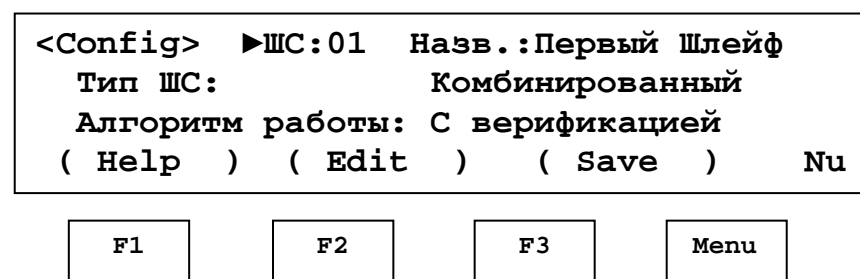 <Config> ►ШС:01 Назв.:Первый Шлейф
Тип ШС: Комбинированный
Алгоритм работы: С верификацией
( Help ) ( Edit ) ( Save ) Nu
F1 F2 F3 Menu